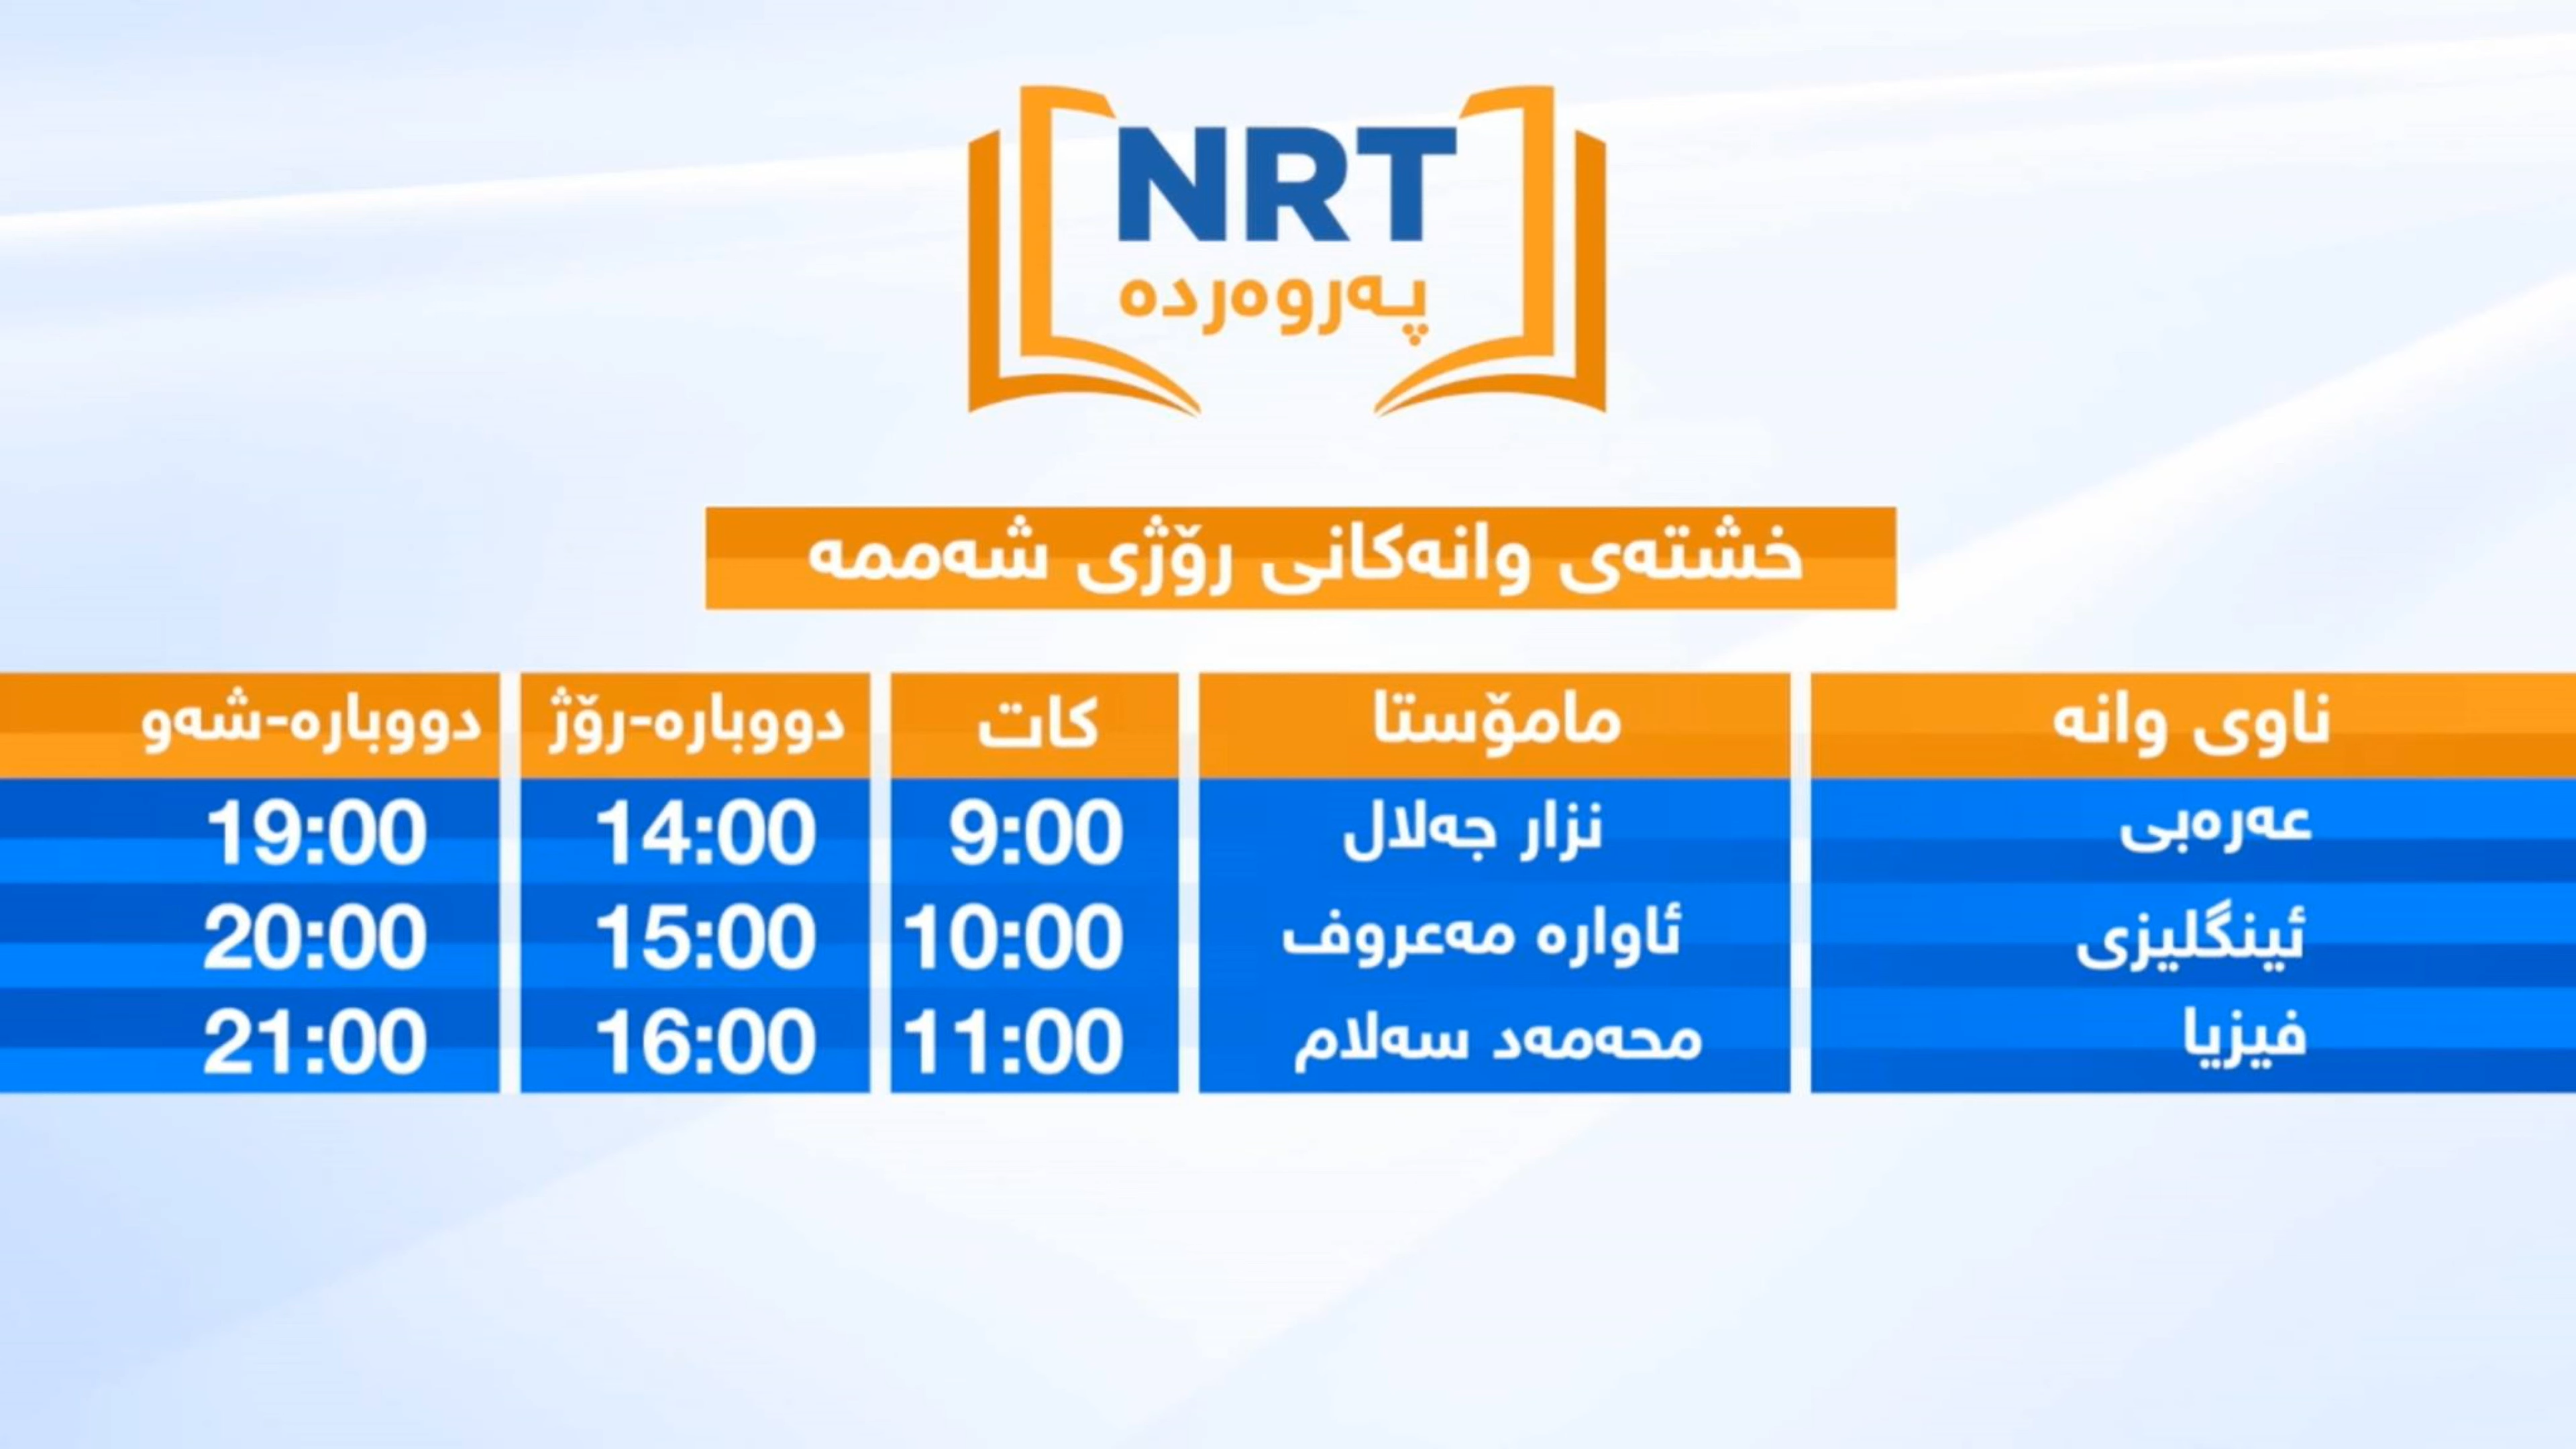 NRT
پەروەردە
خشتەی وانەکانی رۆژی شەممە
ناوی وانە مامۆستا کات دووبارە-رۆژ دووبارە-شەو
عەرەبی نزار جەلال 9:00 14:00 19:00
ئینگلیزی ئاوارە مەعروف 10:00 15:00 20:00
فیزیا محەمەد سەلام 11:00 16:00 21:00